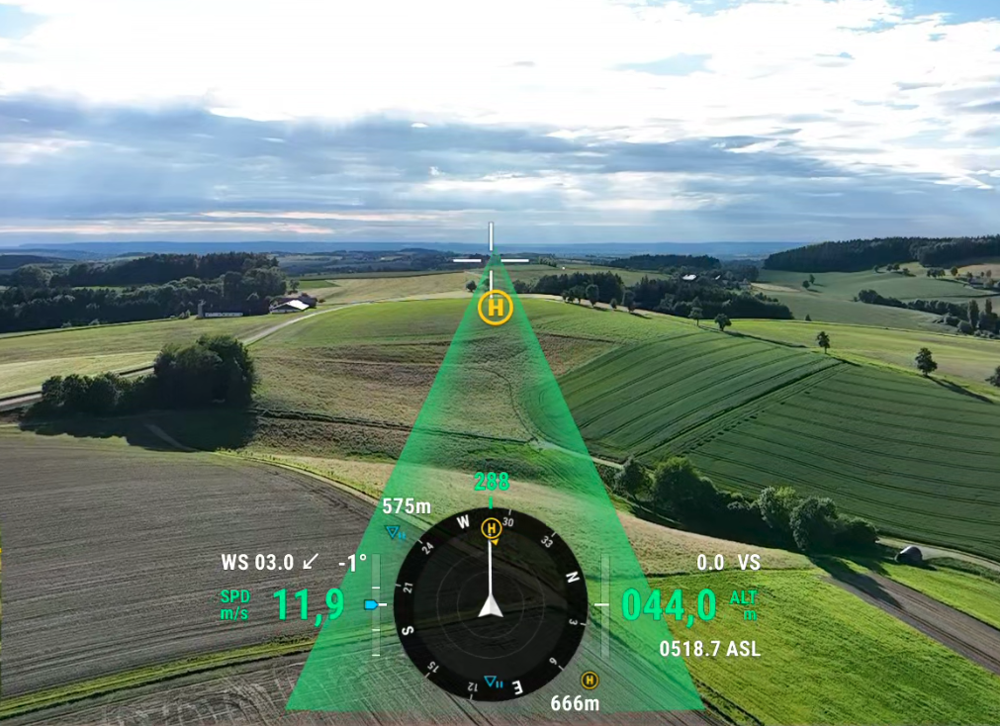 H
288
575m
H
W
30
24
33
WS 03.0 ↙ -1°
0.0 VS
N
21
SPD
m/s
11,9
044,0
ALT
m
S
3
0518.7 ASL
15
6
12
E
H
666m